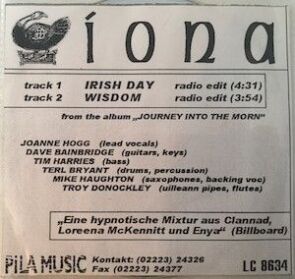 iona
track 1 IRISH DAY radio edit (4:31)
track 2 WISDOM radio edit (3:54)
from the album „JOURNEY INTO THE MORN"
JOANNE HOGG (lead vocals)
DAVE BAINBRIDGE (guitars, keys)
TIM HARRIES (bass)
TERL BRYANT (drums, percussion)
MIKE HAUGHTON (saxophones, backing voc)
TROY DONOCKLEY (uilleann pipes, flutes)
„Eine hypnotische Mixtur aus Clannad,
Loreena McKennitt und Enya" (Billboard)
PiLA MUSIC Kontakt: (02223) 24326 LC 8634
Fax (02223) 24377